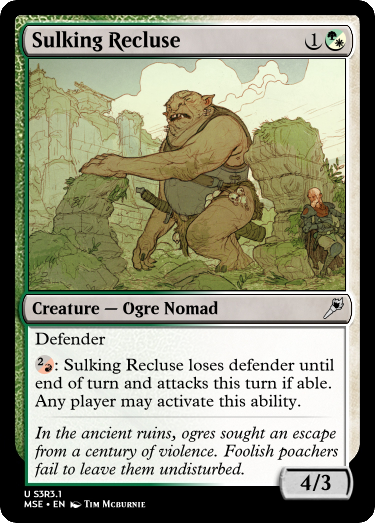 Sulking Recluse 1
Creature — Ogre Nomad
Defender
2: Sulking Recluse loses defender until
end of turn and attacks this turn if able.
Any player may activate this ability.
In the ancient ruins, ogres sought an escape
from a century of violence. Foolish poachers
fail to leave them undisturbed.
4/3
U S3R3.1
MSE • EN Tim McBurnie